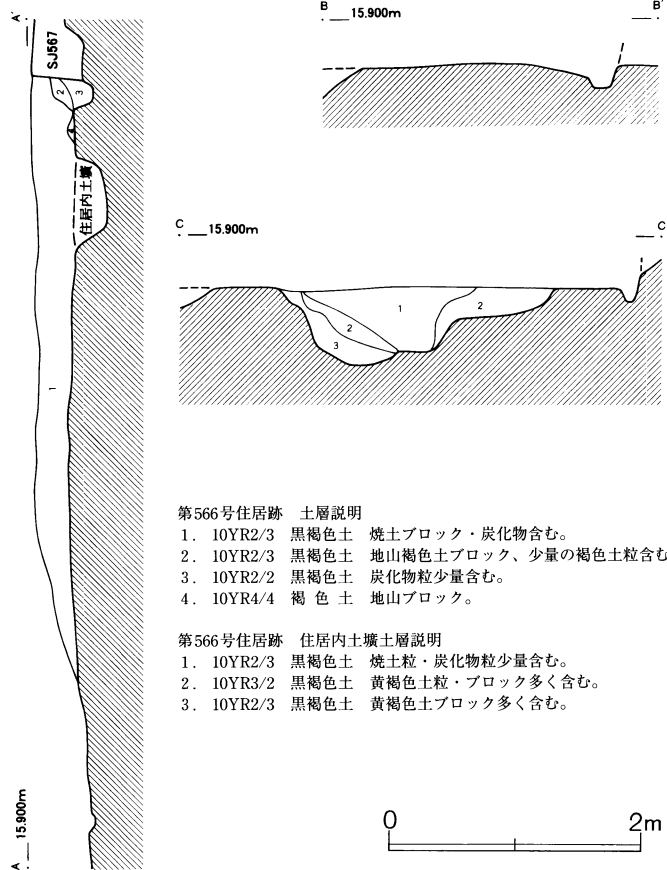 A′
SJ567
2
3
4
住居内土壙
1
15.900m
A
B
15.900m
B′
C
15.900m
C′
1
2
2
3
第566号住居跡　土層説明
1．10YR2/3　黒褐色土　焼土ブロック・炭化物含む。
2．10YR2/3　黒褐色土　地山褐色土ブロック、少量の褐色土粒含む
3．10YR2/2　黒褐色土　炭化物粒少量含む。
4．10YR4/4　褐 色 土　地山ブロック。
第566号住居跡　住居内土壙土層説明
1．10YR2/3　黒褐色土　焼土粒・炭化物粒少量含む。
2．10YR3/2　黒褐色土　黄褐色土粒・ブロック多く含む。
3．10YR2/3　黒褐色土　黄褐色土ブロック多く含む。
0 2m